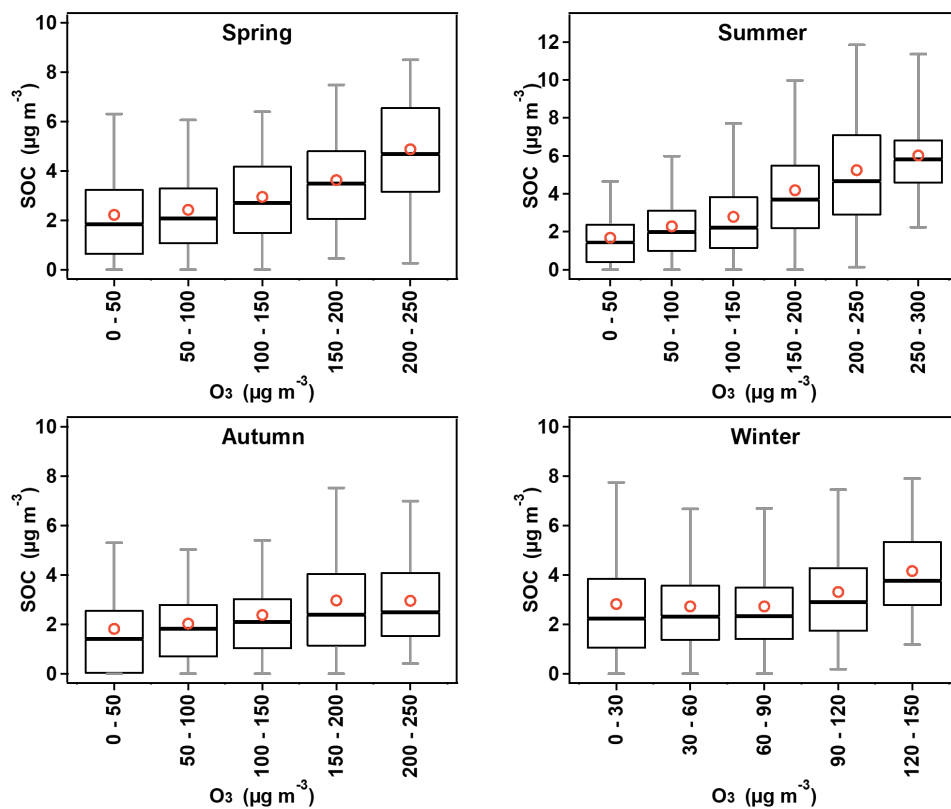 Spring
SOC (µg m⁻³)
10
8
6
4
2
0
0 - 50
50 - 100
100 - 150
150 - 200
200 - 250
O₃ (µg m⁻³)
Summer
SOC (µg m⁻³)
12
10
8
6
4
2
0
0 - 50
50 - 100
100 - 150
150 - 200
200 - 250
250 - 300
O₃ (µg m⁻³)
Autumn
SOC (µg m⁻³)
10
8
6
4
2
0
0 - 50
50 - 100
100 - 150
150 - 200
200 - 250
O₃ (µg m⁻³)
Winter
SOC (µg m⁻³)
10
8
6
4
2
0
0 - 30
30 - 60
60 - 90
90 - 120
120 - 150
O₃ (µg m⁻³)